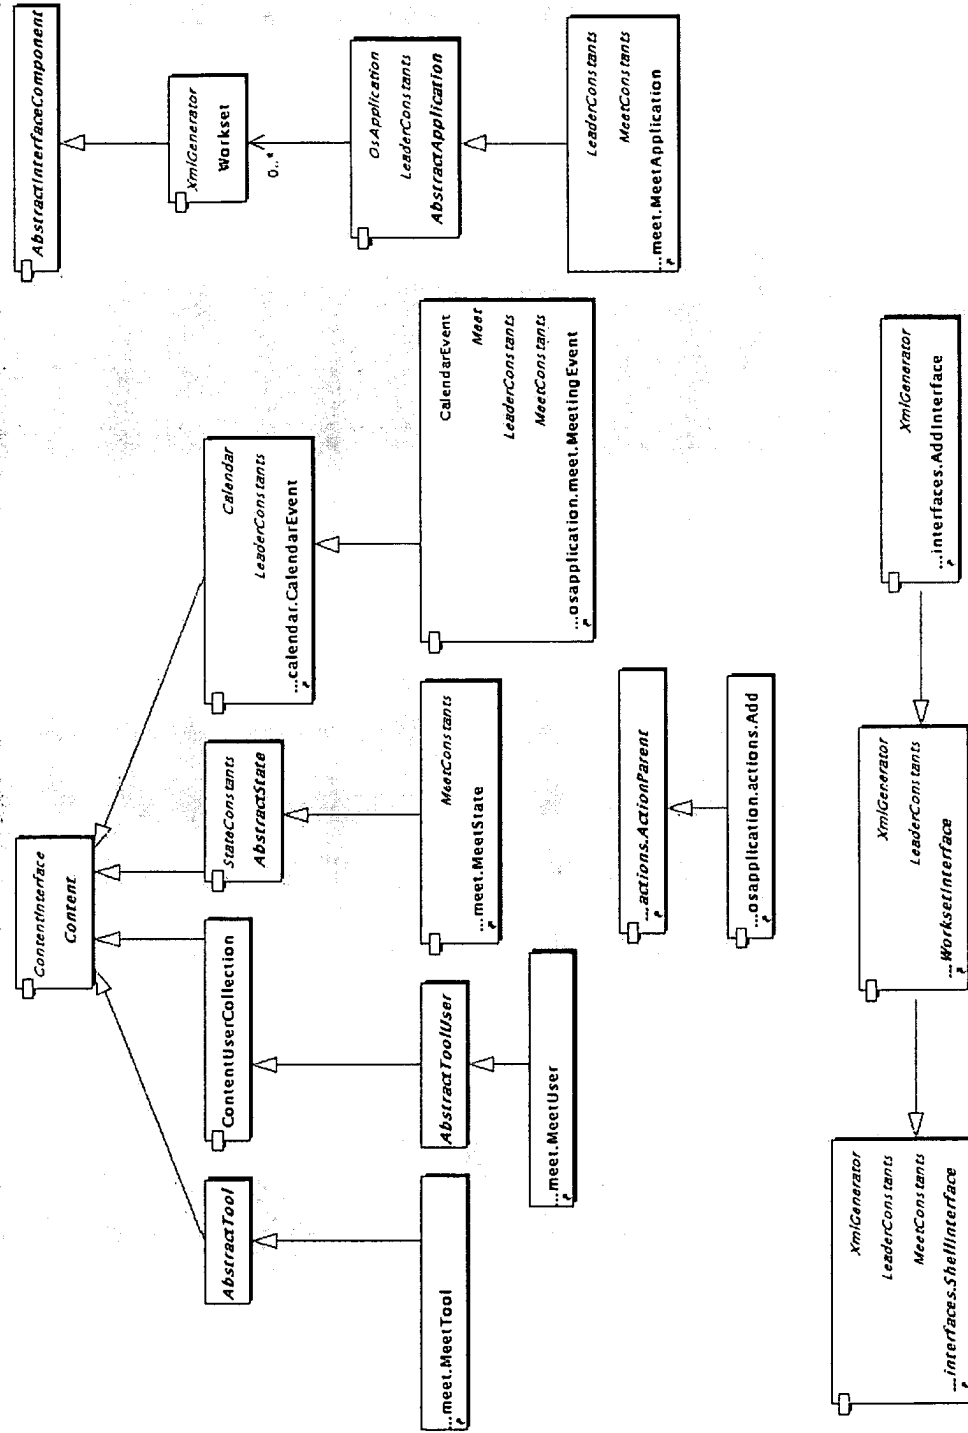 ContentInterface
Content
AbstractTool
ContentUserCollection
StateConstants
AbstractState
Calendar
LeaderConstants
...calendar.CalendarEvent
AbstractInterfaceComponent
XmlGenerator
Workset
0..*
OsApplication
LeaderConstants
AbstractApplication
LeaderConstants
MeetConstants
...meet.MeetApplication
...meet.MeetTool
AbstractToolUser
...meet.MeetUser
MeetConstants
...meet.MeetState
CalendarEvent
Meet
LeaderConstants
MeetConstants
...osapplication.meet.MeetingEvent
...actions.ActionParent
...osapplication.actions.Add
XmlGenerator
LeaderConstants
MeetConstants
...interfaces.ShellInterface
XmlGenerator
LeaderConstants
...WorksetInterface
XmlGenerator
...interfaces.AddInterface